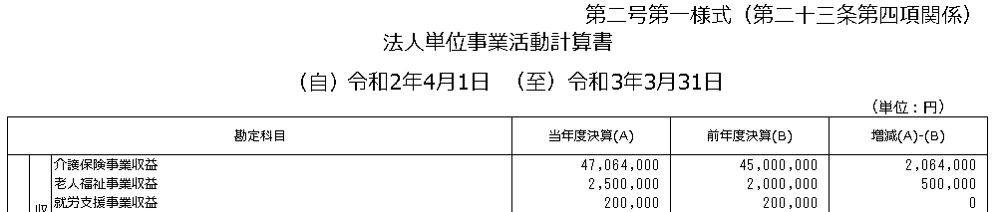 第二号第一様式（第二十三条第四項関係）
法人単位事業活動計算書
（自）令和2年4月1日　（至）令和3年3月31日
（単位：円）
勘定科目 当年度決算(A) 前年度決算(B) 増減(A)-(B)
介護保険事業収益 47,064,000 45,000,000 2,064,000
老人福祉事業収益 2,500,000 2,000,000 500,000
就労支援事業収益 200,000 200,000 0